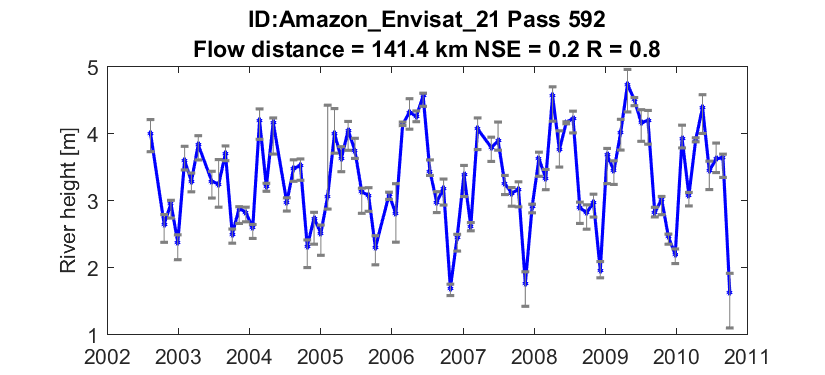 ID:Amazon_Envisat_21 Pass 592
Flow distance = 141.4 km NSE = 0.2 R = 0.8
River height [m]
5
4
3
2
1
2002 2003 2004 2005 2006 2007 2008 2009 2010 2011